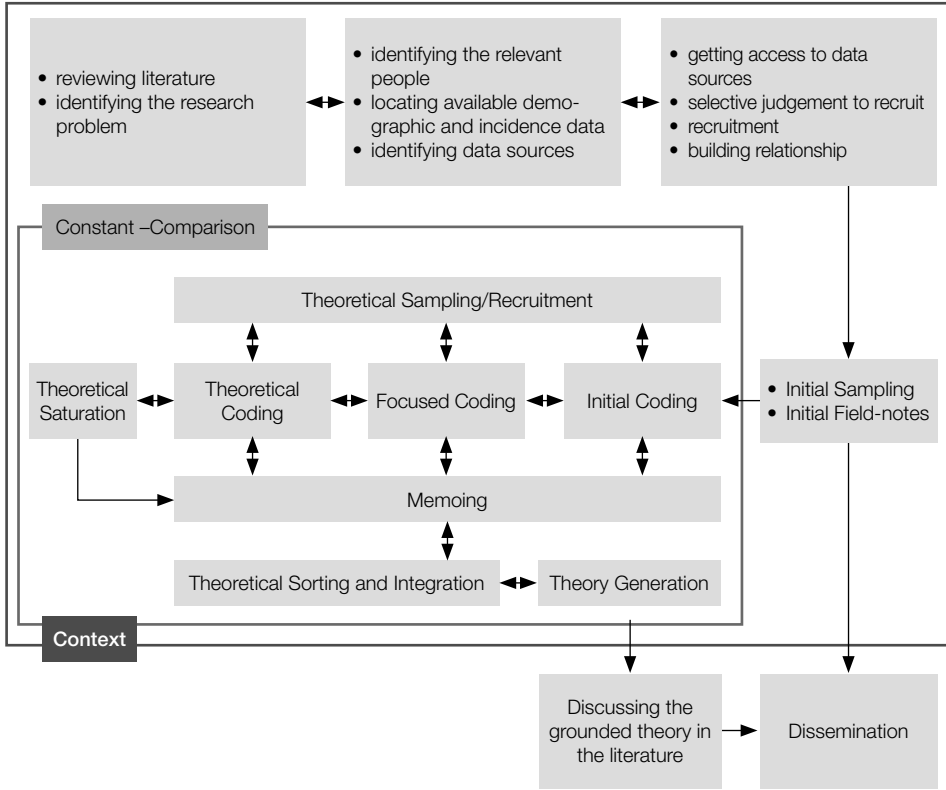 • reviewing literature
• identifying the research
problem
• identifying the relevant
people
• locating available demo-
graphic and incidence data
• identifying data sources
• getting access to data
sources
• selective judgement to recruit
• recruitment
• building relationship
Constant –Comparison
Theoretical Sampling/Recruitment
Theoretical
Saturation
Theoretical
Coding
Focused Coding
Initial Coding
• Initial Sampling
• Initial Field-notes
Memoing
Theoretical Sorting and Integration
Theory Generation
Context
Discussing the
grounded theory in
the literature
Dissemination